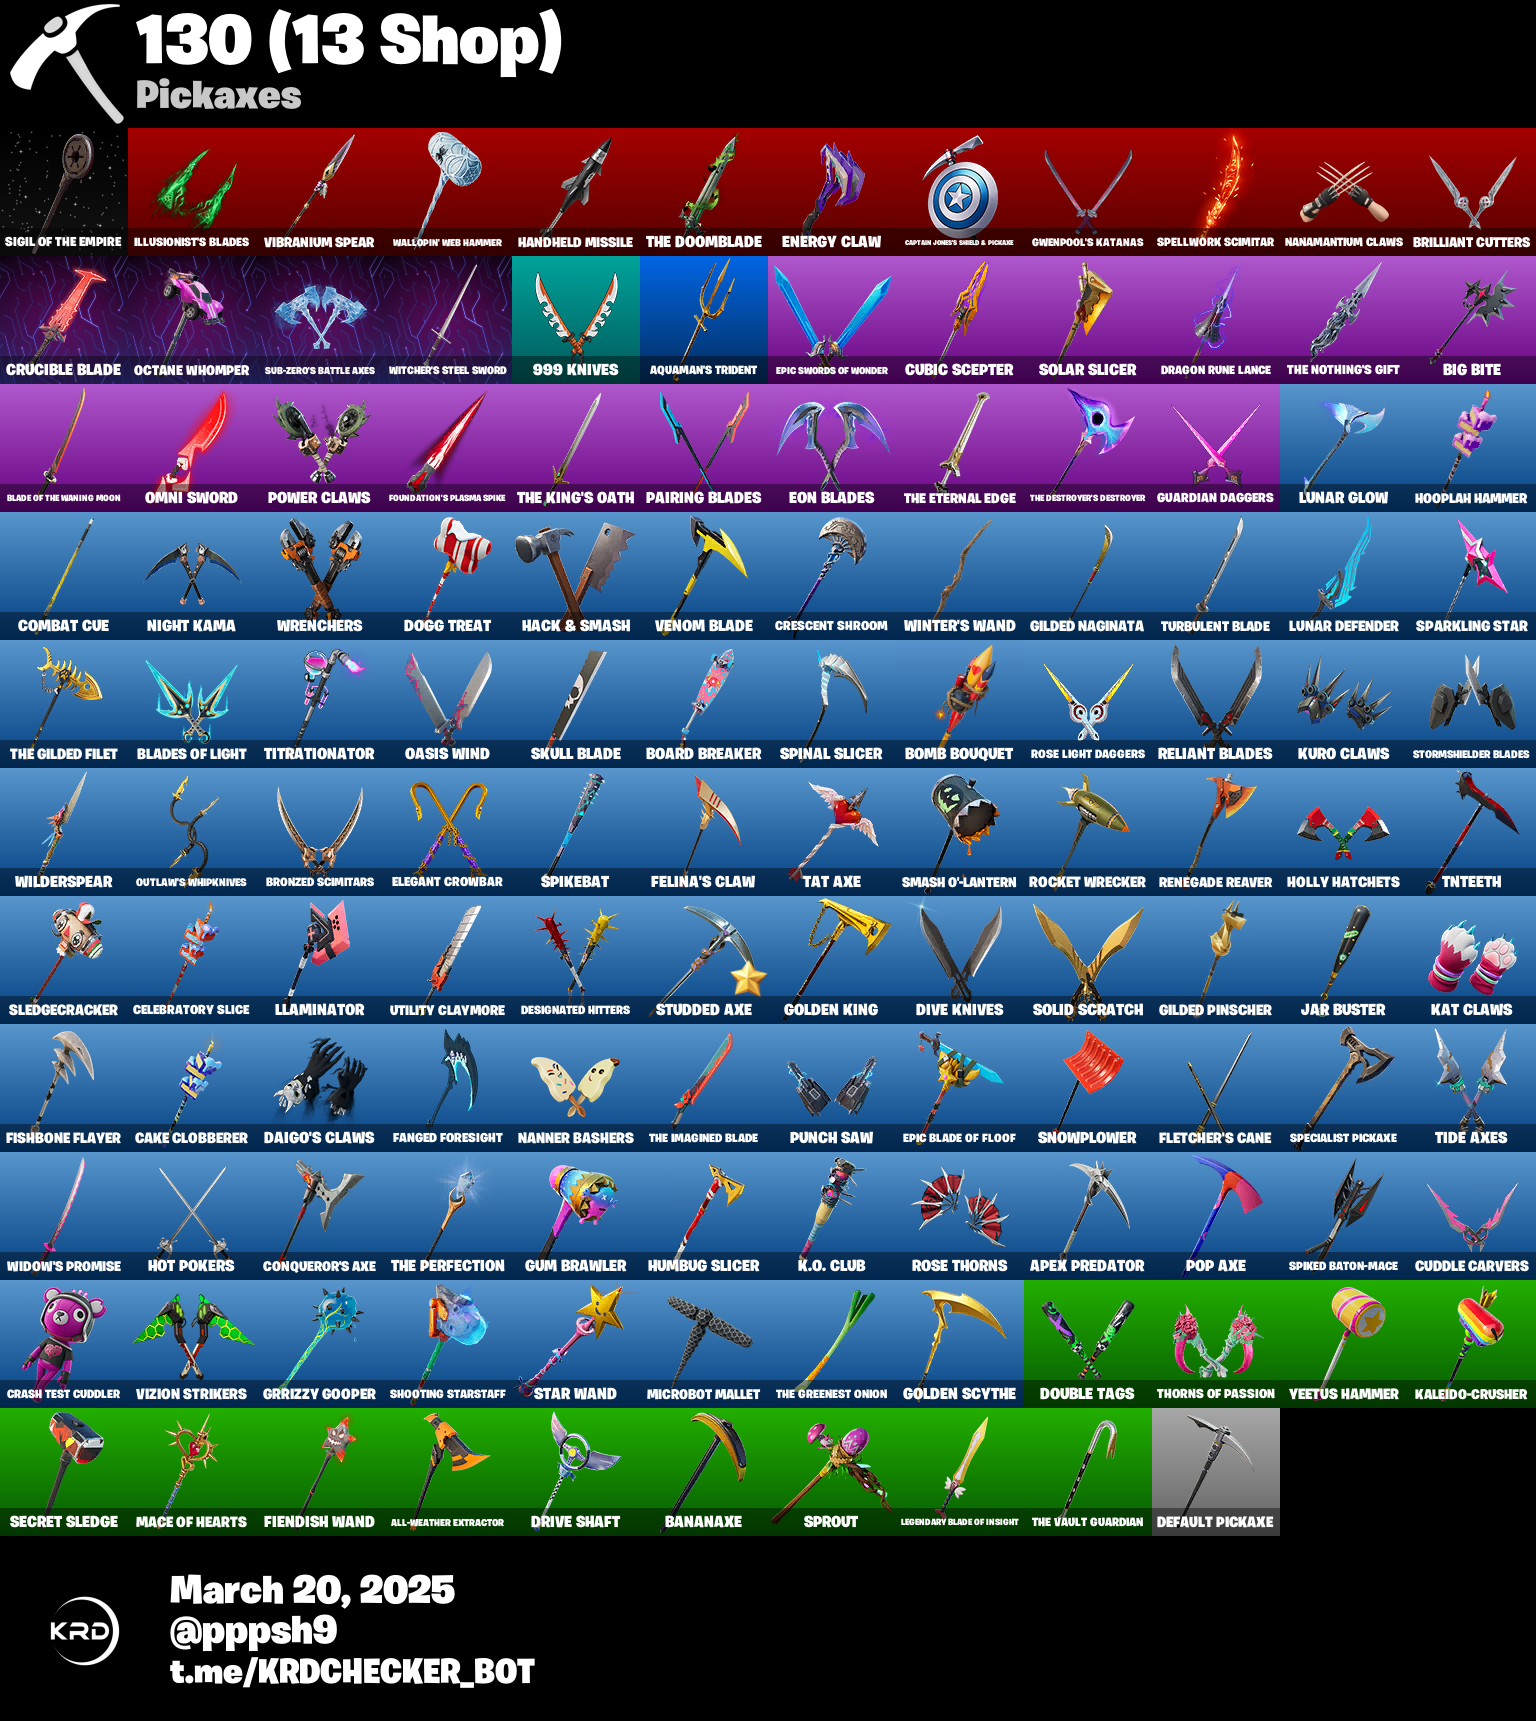 130 (13 Shop)
Pickaxes
SIGIL OF THE EMPIRE
ILLUSIONIST'S BLADES
VIBRANIUM SPEAR
WALLOPIN' WEB HAMMER
HANDHELD MISSILE
THE DOOMBLADE
ENERGY CLAW
CAPTAIN JONES'S SHIELD & PICKAXE
GWENPOOL'S KATANAS
SPELLWORK SCIMITAR
NANAMANTIUM CLAWS
BRILLIANT CUTTERS
CRUCIBLE BLADE
OCTANE WHOMPER
SUB-ZERO'S BATTLE AXES
WITCHER'S STEEL SWORD
999 KNIVES
AQUAMAN'S TRIDENT
EPIC SWORDS OF WONDER
CUBIC SCEPTER
SOLAR SLICER
DRAGON RUNE LANCE
THE NOTHING'S GIFT
BIG BITE
BLADE OF THE WANING MOON
OMNI SWORD
POWER CLAWS
FOUNDATION'S PLASMA SPIKE
THE KING'S OATH
PAIRING BLADES
EON BLADES
THE ETERNAL EDGE
THE DESTROYER'S DESTROYER
GUARDIAN DAGGERS
LUNAR GLOW
HOOPLAH HAMMER
COMBAT CUE
NIGHT KAMA
WRENCHERS
DOGG TREAT
HACK & SMASH
VENOM BLADE
CRESCENT SHROOM
WINTER'S WAND
GILDED NAGINATA
TURBULENT BLADE
LUNAR DEFENDER
SPARKLING STAR
THE GILDED FILET
BLADES OF LIGHT
TITRATIONATOR
OASIS WIND
SKULL BLADE
BOARD BREAKER
SPINAL SLICER
BOMB BOUQUET
ROSE LIGHT DAGGERS
RELIANT BLADES
KURO CLAWS
STORMSHIELDER BLADES
WILDERSPEAR
OUTLAW'S WHIPKNIVES
BRONZED SCIMITARS
ELEGANT CROWBAR
SPIKEBAT
FELINA'S CLAW
TAT AXE
SMASH O'-LANTERN
ROCKET WRECKER
RENEGADE REAVER
HOLLY HATCHETS
TNTEETH
SLEDGECRACKER
CELEBRATORY SLICE
LLAMINATOR
UTILITY CLAYMORE
DESIGNATED HITTERS
STUDDED AXE
GOLDEN KING
DIVE KNIVES
SOLID SCRATCH
GILDED PINSCHER
JAR BUSTER
KAT CLAWS
FISHBONE FLAYER
CAKE CLOBBERER
DAIGO'S CLAWS
FANGED FORESIGHT
NANNER BASHERS
THE IMAGINED BLADE
PUNCH SAW
EPIC BLADE OF FLOOF
SNOWPLOWER
FLETCHER'S CANE
SPECIALIST PICKAXE
TIDE AXES
WIDOW'S PROMISE
HOT POKERS
CONQUEROR'S AXE
THE PERFECTION
GUM BRAWLER
HUMBUG SLICER
K.O. CLUB
ROSE THORNS
APEX PREDATOR
POP AXE
SPIKED BATON-MACE
CUDDLE CARVERS
CRASH TEST CUDDLER
VIZION STRIKERS
GRRIZZY GOOPER
SHOOTING STARSTAFF
STAR WAND
MICROBOT MALLET
THE GREENEST ONION
GOLDEN SCYTHE
DOUBLE TAGS
THORNS OF PASSION
YEETUS HAMMER
KALEIDO-CRUSHER
SECRET SLEDGE
MACE OF HEARTS
FIENDISH WAND
ALL-WEATHER EXTRACTOR
DRIVE SHAFT
BANANAXE
SPROUT
LEGENDARY BLADE OF INSIGHT
THE VAULT GUARDIAN
DEFAULT PICKAXE
KRD
March 20, 2025
@pppsh9
t.me/KRDCHECKER_BOT